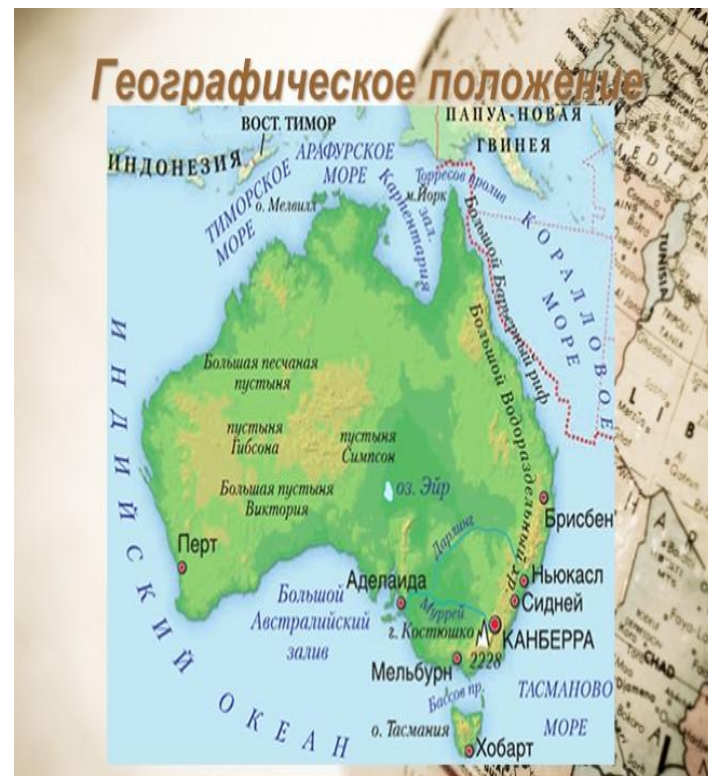 Географическое положение
ПАПУА-НОВАЯ
ГВИНЕЯ
ВОСТ. ТИМОР
ИНДОНЕЗИЯ
АРАФУРСКОЕ
МОРЕ
Торресов пролив
м.Йорк
ТИМОРСКОЕ
МОРЕ
о. Мелвилл
зал.
Карпентария
КОРАЛЛОВОЕ
МОРЕ
Большой Барьерный риф
Большой Водораздельный хр.
Большая песчаная
пустыня
пустыня
Гибсона
пустыня
Симпсон
Большая пустыня
Виктория
оз. Эйр
ИНДИЙСКИЙ ОКЕАН
Брисбен
Перт
Дарлинг
Ньюкасл
Аделаида
Сидней
Большой
Австралийский
залив
Муррей
г. Костюшко
КАНБЕРРА
2228
Мельбурн
Бассов пр.
ТАСМАНОВО
МОРЕ
о. Тасмания
Хобарт
TUNISIA
L I B
CHAD